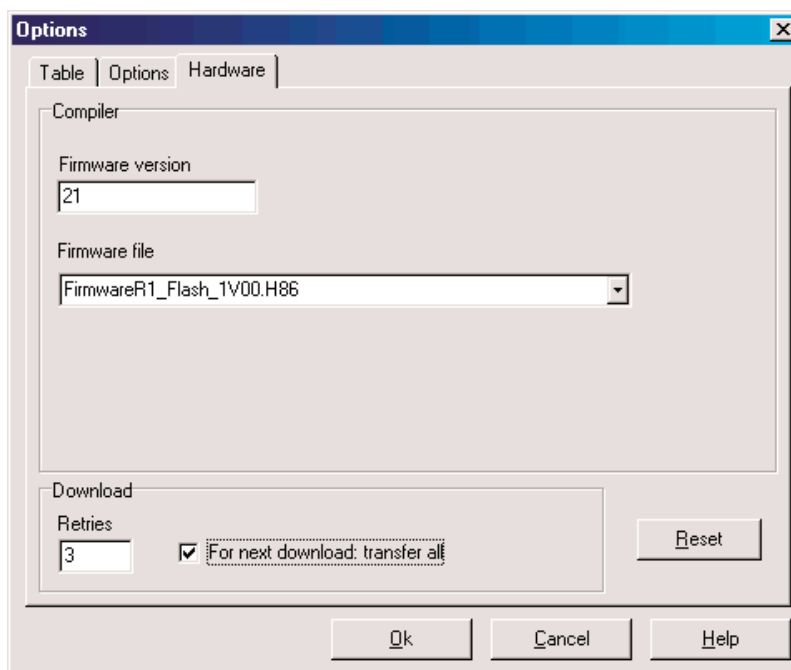 Options
Table Options Hardware
Compiler
Firmware version
21
Firmware file
FirmwareR1_Flash_1V00.H86
Download
Retries
3
For next download: transfer all
Reset
Ok Cancel Help